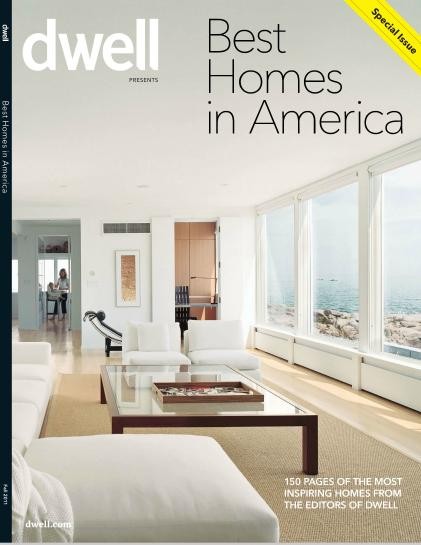 dwell
Best Homes in America
Fall 2011
dwell
PRESENTS
Best
Homes
in America
Special Issue
150 PAGES OF THE MOST
INSPIRING HOMES FROM
THE EDITORS OF DWELL
dwell.com